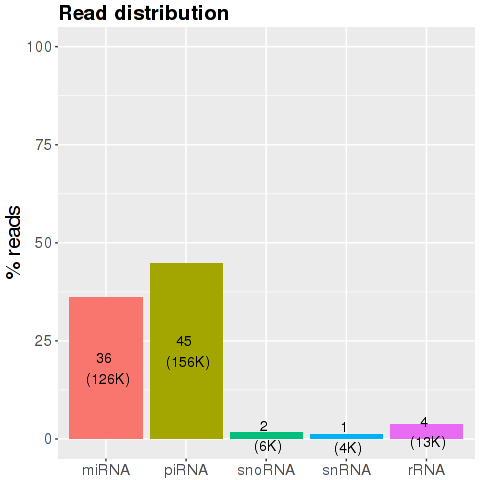 Read distribution
% reads
100
75
50
25
0
36
(126K)
45
(156K)
2
(6K)
1
(4K)
4
(13K)
miRNA piRNA snoRNA snRNA rRNA